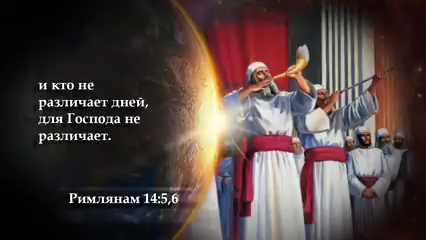 и кто не
различает дней,
для Господа не
различает.
Римлянам 14:5,6